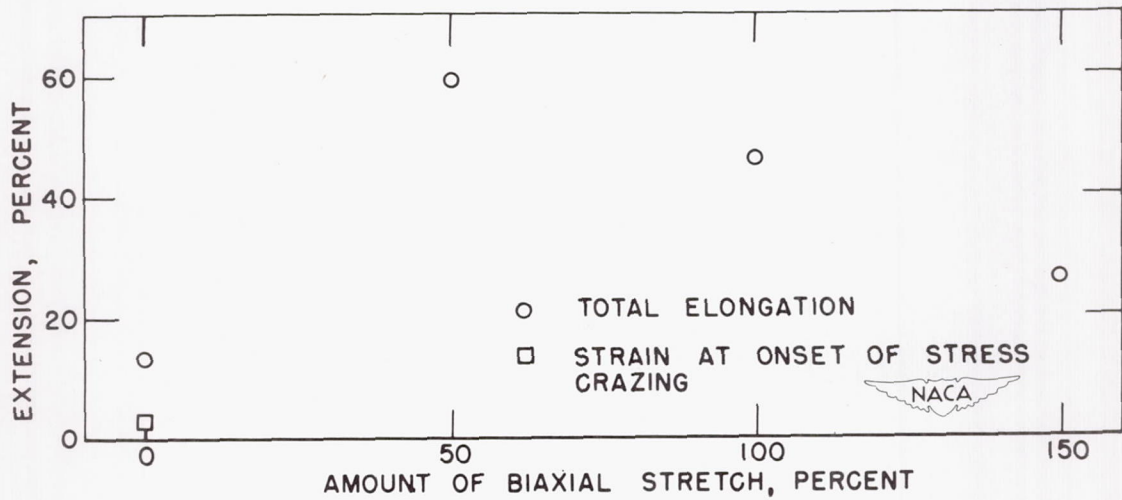 60
40
20
0
EXTENSION, PERCENT
TOTAL ELONGATION
STRAIN AT ONSET OF STRESS
CRAZING
NACA
0 50 100 150
AMOUNT OF BIAXIAL STRETCH, PERCENT